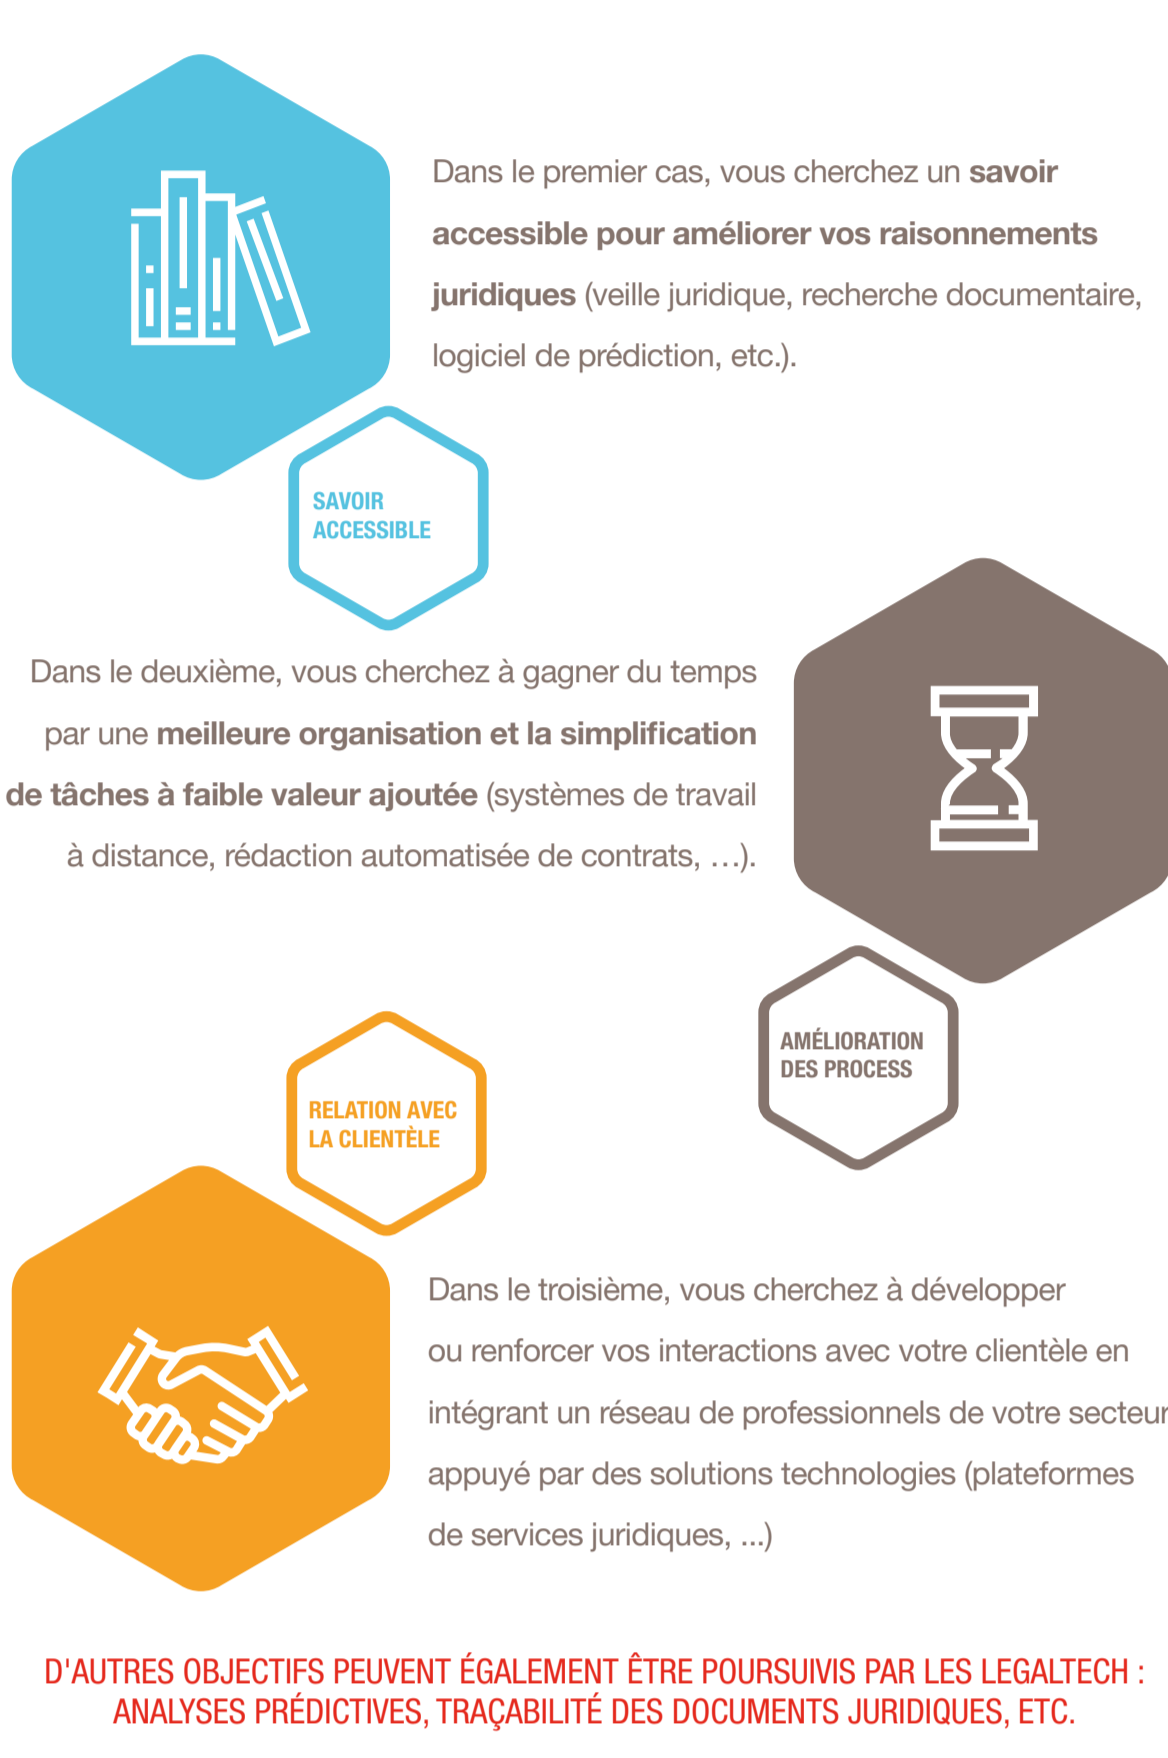 Dans le premier cas, vous cherchez un savoir
accessible pour améliorer vos raisonnements
juridiques (veille juridique, recherche documentaire,
logiciel de prédiction, etc.).
SAVOIR
ACCESSIBLE
Dans le deuxième, vous cherchez à gagner du temps
par une meilleure organisation et la simplification
de tâches à faible valeur ajoutée (systèmes de travail
à distance, rédaction automatisée de contrats, …).
AMÉLIORATION
DES PROCESS
RELATION AVEC
LA CLIENTÈLE
Dans le troisième, vous cherchez à développer
ou renforcer vos interactions avec votre clientèle en
intégrant un réseau de professionnels de votre secteur
appuyé par des solutions technologies (plateformes
de services juridiques, ...)
D'AUTRES OBJECTIFS PEUVENT ÉGALEMENT ÊTRE POURSUIVIS PAR LES LEGALTECH :
ANALYSES PRÉDICTIVES, TRAÇABILITÉ DES DOCUMENTS JURIDIQUES, ETC.